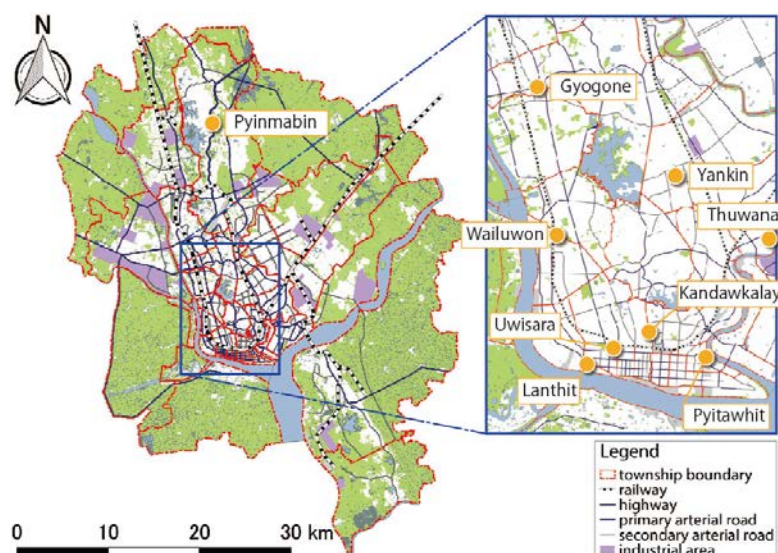 N
Pyinmabin
Gyogone
Yankin
Thuwana
Wailuwon
Kandawkalay
Uwisara
Lanthit
Pyitawhit
Legend
township boundary
railway
highway
primary arterial road
secondary arterial road
industrial area
0 10 20 30 km